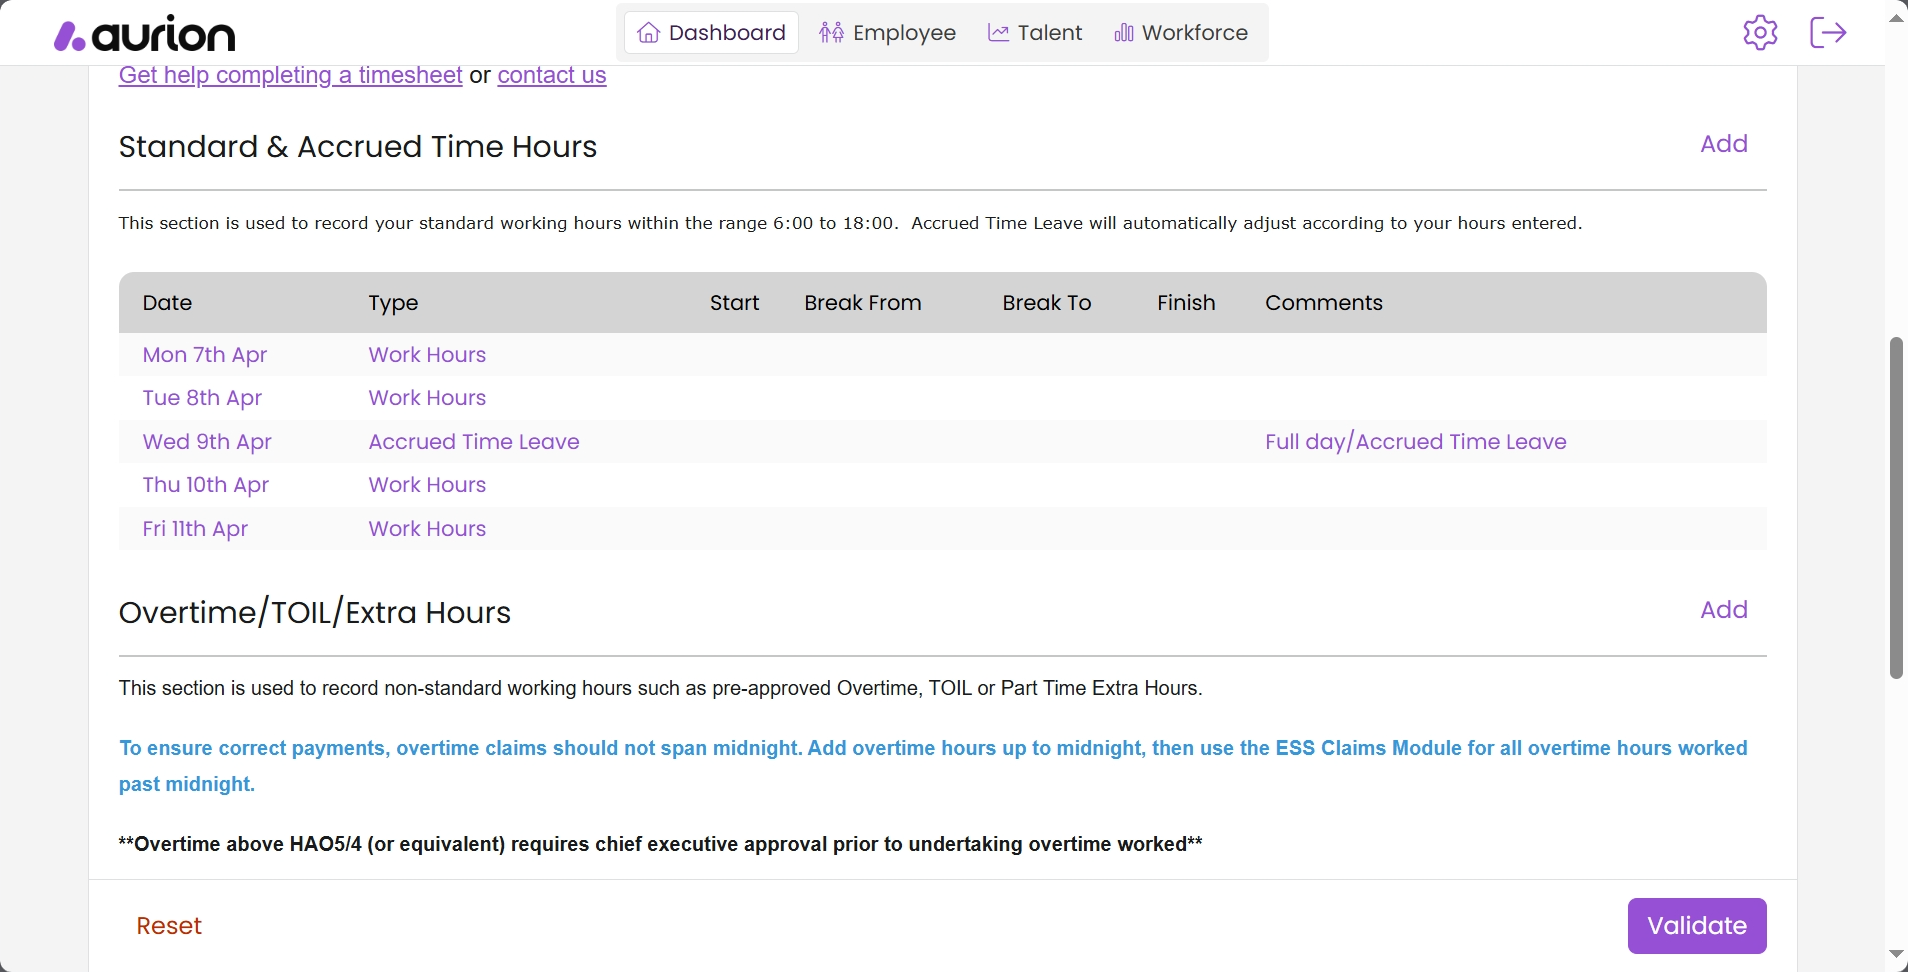 aurion
Dashboard Employee Talent Workforce
Get help completing a timesheet or contact us
Standard & Accrued Time Hours Add
This section is used to record your standard working hours within the range 6:00 to 18:00. Accrued Time Leave will automatically adjust according to your hours entered.
Date Type Start Break From Break To Finish Comments
Mon 7th Apr Work Hours
Tue 8th Apr Work Hours
Wed 9th Apr Accrued Time Leave Full day/Accrued Time Leave
Thu 10th Apr Work Hours
Fri 11th Apr Work Hours
Overtime/TOIL/Extra Hours Add
This section is used to record non-standard working hours such as pre-approved Overtime, TOIL or Part Time Extra Hours.
To ensure correct payments, overtime claims should not span midnight. Add overtime hours up to midnight, then use the ESS Claims Module for all overtime hours worked
past midnight.
**Overtime above HAO5/4 (or equivalent) requires chief executive approval prior to undertaking overtime worked**
Reset Validate